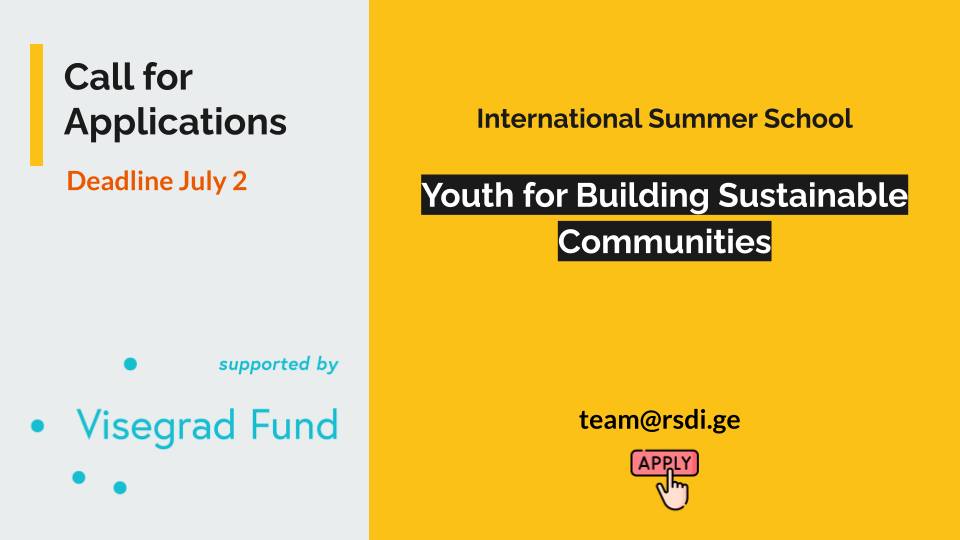 Call for
Applications
Deadline July 2
supported by
Visegrad Fund
International Summer School
Youth for Building Sustainable
Communities
team@rsdi.ge
APPLY